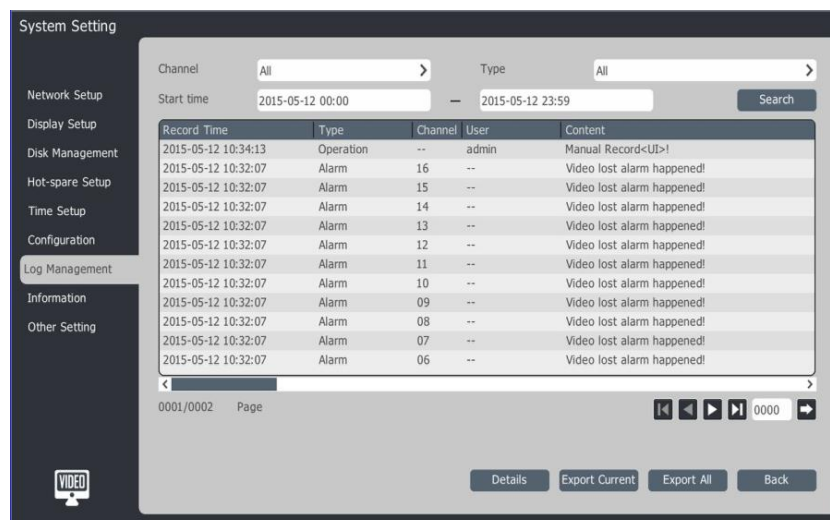 System Setting
Channel All > Type All >
Network Setup
Start time 2015-05-12 00:00 – 2015-05-12 23:59 Search
Display Setup
Disk Management
Hot-spare Setup
Time Setup
Configuration
Log Management
Information
Other Setting
Record Time Type Channel User Content
2015-05-12 10:34:13 Operation -- admin Manual Record<UI>!
2015-05-12 10:32:07 Alarm 16 -- Video lost alarm happened!
2015-05-12 10:32:07 Alarm 15 -- Video lost alarm happened!
2015-05-12 10:32:07 Alarm 14 -- Video lost alarm happened!
2015-05-12 10:32:07 Alarm 13 -- Video lost alarm happened!
2015-05-12 10:32:07 Alarm 12 -- Video lost alarm happened!
2015-05-12 10:32:07 Alarm 11 -- Video lost alarm happened!
2015-05-12 10:32:07 Alarm 10 -- Video lost alarm happened!
2015-05-12 10:32:07 Alarm 09 -- Video lost alarm happened!
2015-05-12 10:32:07 Alarm 08 -- Video lost alarm happened!
2015-05-12 10:32:07 Alarm 07 -- Video lost alarm happened!
2015-05-12 10:32:07 Alarm 06 -- Video lost alarm happened!
0001/0002 Page 0000
VIDEO
Details Export Current Export All Back